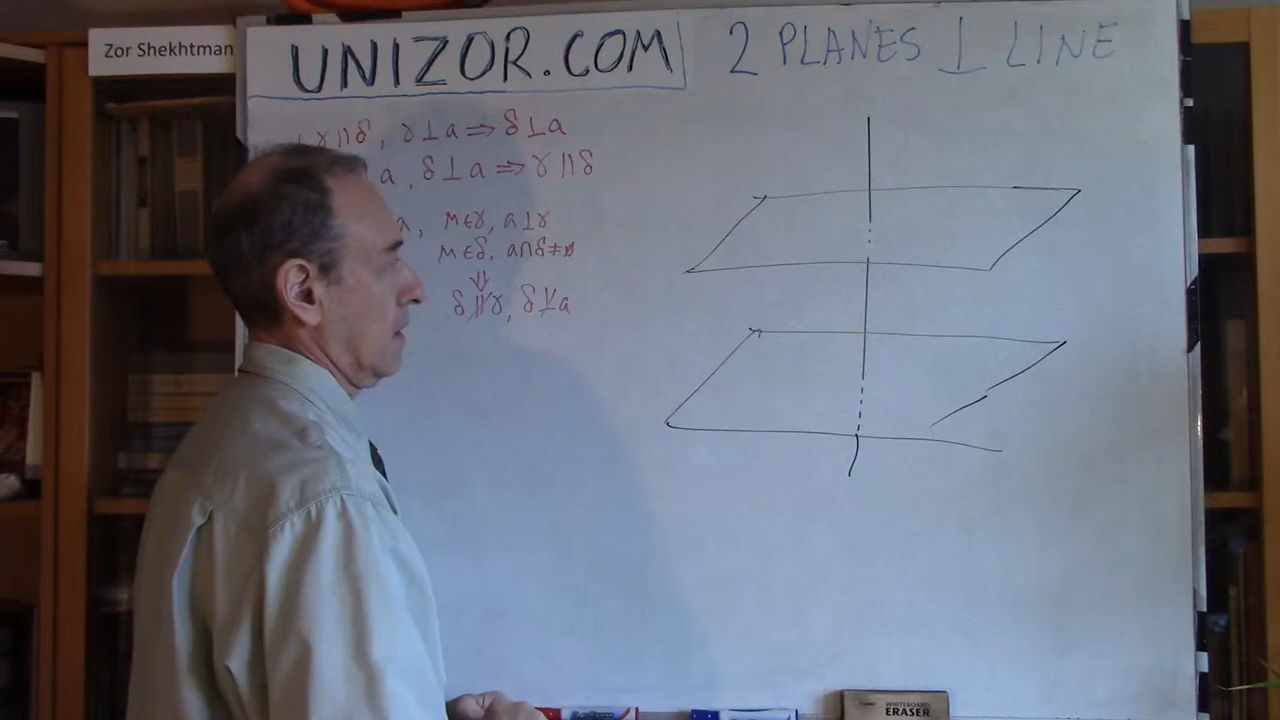 Zor Shekhtman
UNIZOR.COM
2 PLANES ⊥ LINE
γ∥δ, γ⊥a ⇒ δ⊥a
a, δ⊥a ⇒ γ∥δ
M∈γ, a⊥γ
M∈δ, a∩δ≠∅
⇓
δ∦γ, δ⊥̸a
WHITEBOARD
ERASER